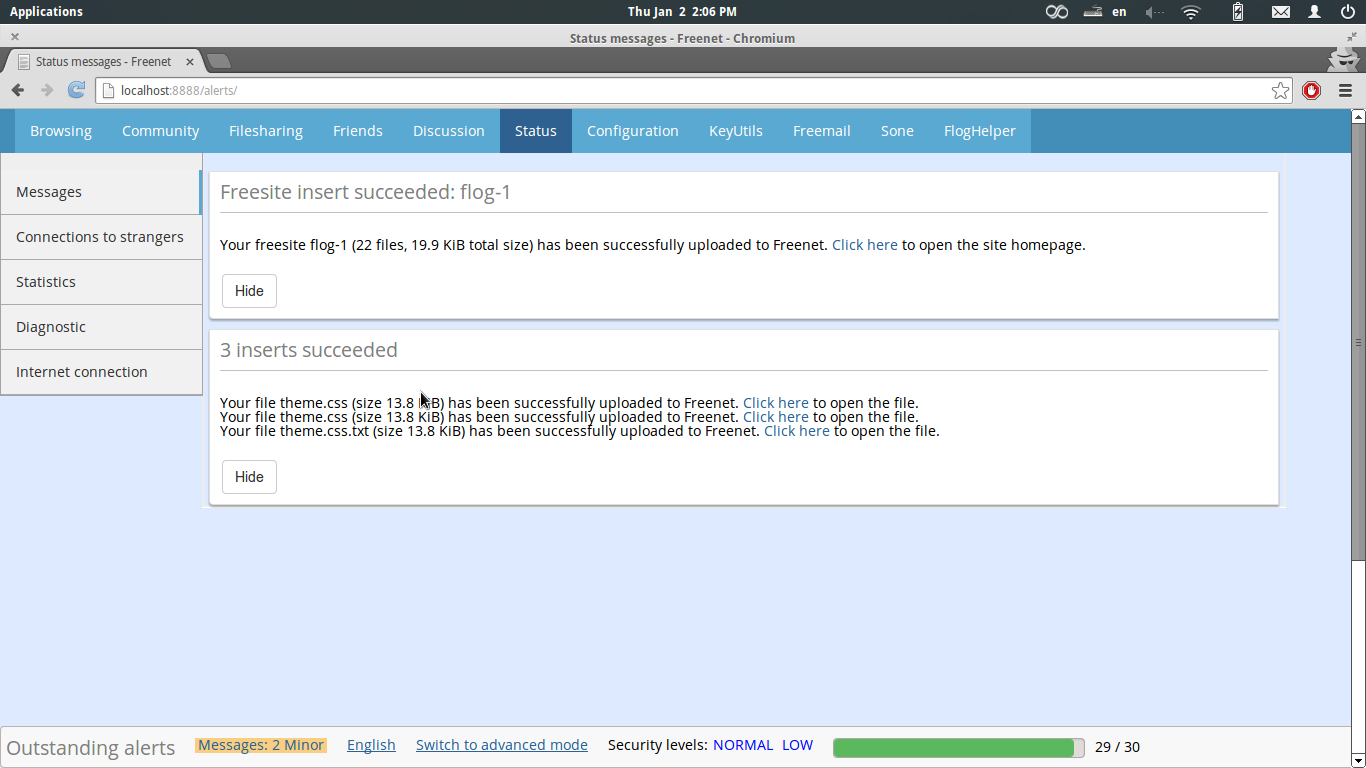 Applications
Thu Jan 2 2:06 PM
en
Status messages - Freenet - Chromium
Status messages - Freenet
localhost:8888/alerts/
Browsing Community Filesharing Friends Discussion Status Configuration KeyUtils Freemail Sone FlogHelper
Messages
Connections to strangers
Statistics
Diagnostic
Internet connection
Freesite insert succeeded: flog-1
Your freesite flog-1 (22 files, 19.9 KiB total size) has been successfully uploaded to Freenet. Click here to open the site homepage.
Hide
3 inserts succeeded
Your file theme.css (size 13.8 KiB) has been successfully uploaded to Freenet. Click here to open the file.
Your file theme.css (size 13.8 KiB) has been successfully uploaded to Freenet. Click here to open the file.
Your file theme.css.txt (size 13.8 KiB) has been successfully uploaded to Freenet. Click here to open the file.
Hide
Outstanding alerts Messages: 2 Minor English Switch to advanced mode Security levels: NORMAL LOW 29 / 30